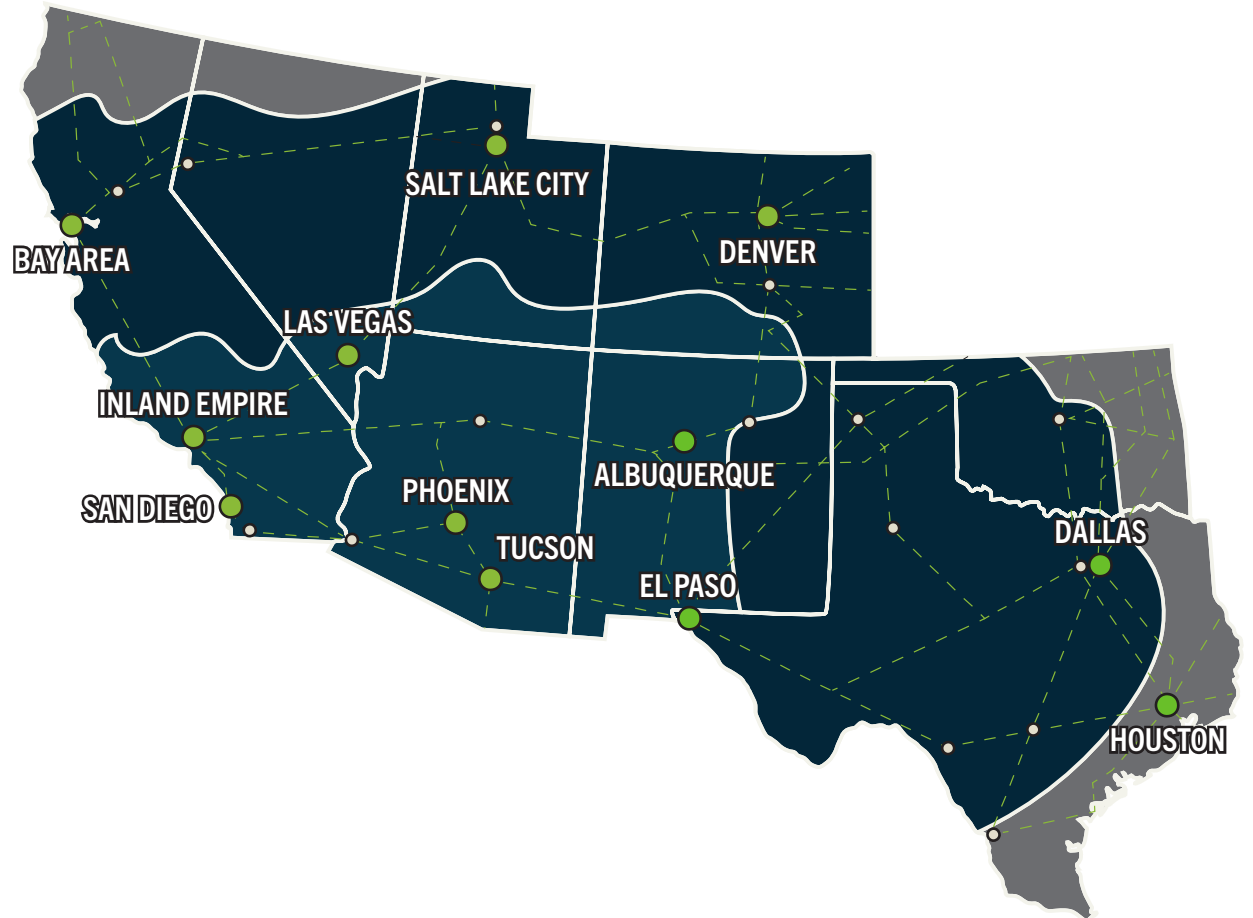 SALT LAKE CITY
DENVER
BAY AREA
LAS VEGAS
INLAND EMPIRE
ALBUQUERQUE
PHOENIX
SAN DIEGO
TUCSON
DALLAS
EL PASO
HOUSTON